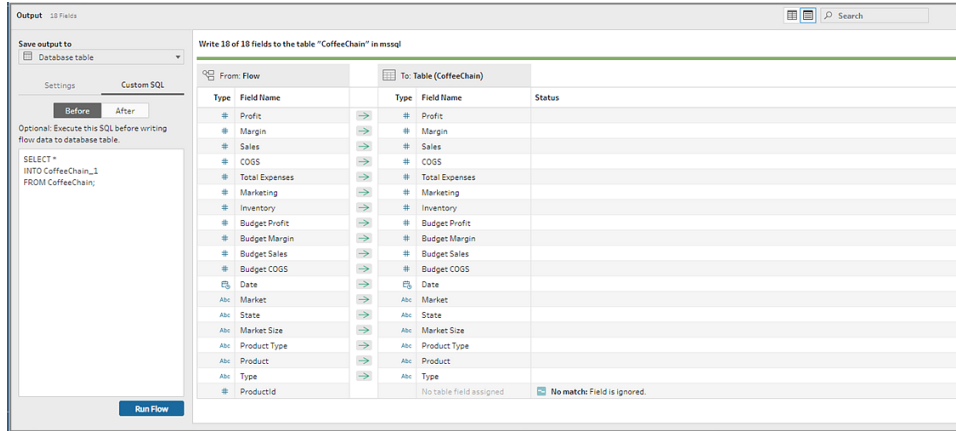 Output 18 Fields
Search
Save output to
Database table
Settings Custom SQL
Before After
Optional: Execute this SQL before writing
flow data to database table.
SELECT *
INTO CoffeeChain_1
FROM CoffeeChain;
Run Flow
Write 18 of 18 fields to the table "CoffeeChain" in mssql
From: Flow To: Table (CoffeeChain)
Type Field Name Type Field Name Status
# Profit # Profit
# Margin # Margin
# Sales # Sales
# COGS # COGS
# Total Expenses # Total Expenses
# Marketing # Marketing
# Inventory # Inventory
# Budget Profit # Budget Profit
# Budget Margin # Budget Margin
# Budget Sales # Budget Sales
# Budget COGS # Budget COGS
Date Date
Abc Market Abc Market
Abc State Abc State
Abc Market Size Abc Market Size
Abc Product Type Abc Product Type
Abc Product Abc Product
Abc Type Abc Type
# ProductId No table field assigned No match: Field is ignored.